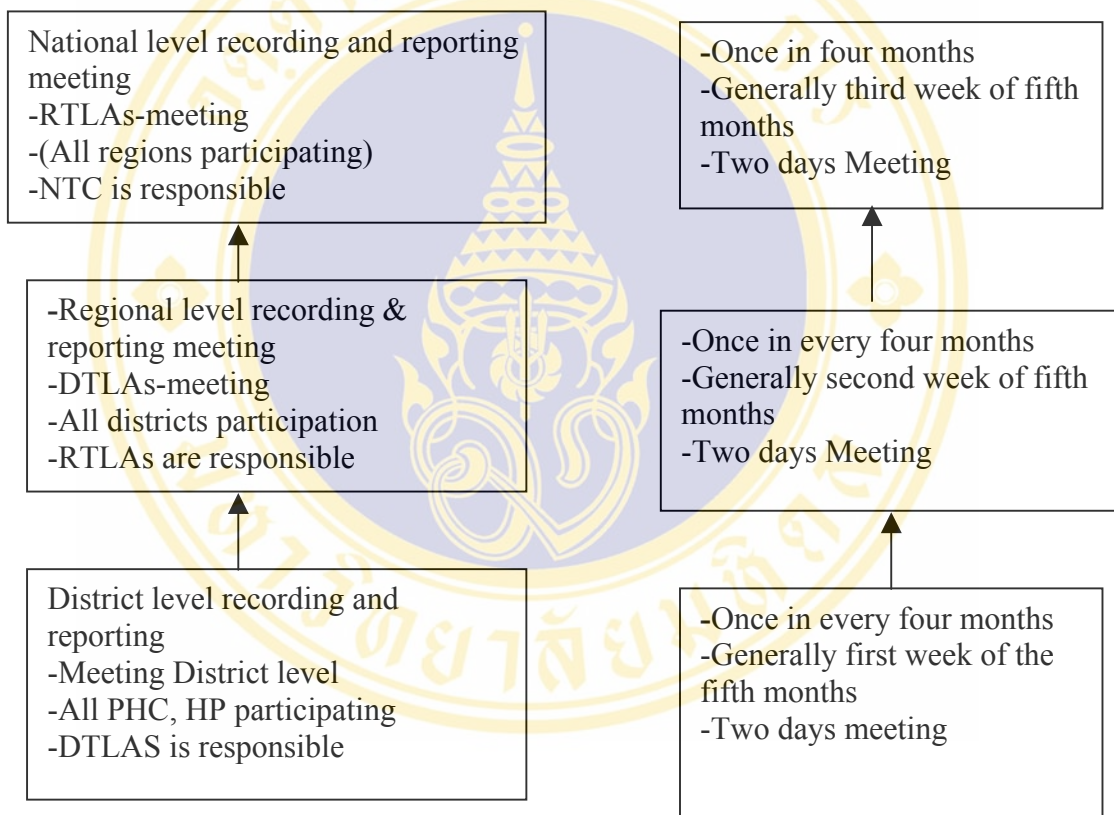 National level recording and reporting
meeting
-RTLAs-meeting
-(All regions participating)
-NTC is responsible
-Once in four months
-Generally third week of fifth
months
-Two days Meeting
-Regional level recording &
reporting meeting
-DTLAs-meeting
-All districts participation
-RTLAs are responsible
-Once in every four months
-Generally second week of fifth
months
-Two days Meeting
District level recording and
reporting
-Meeting District level
-All PHC, HP participating
-DTLAS is responsible
-Once in every four months
-Generally first week of the
fifth months
-Two days meeting